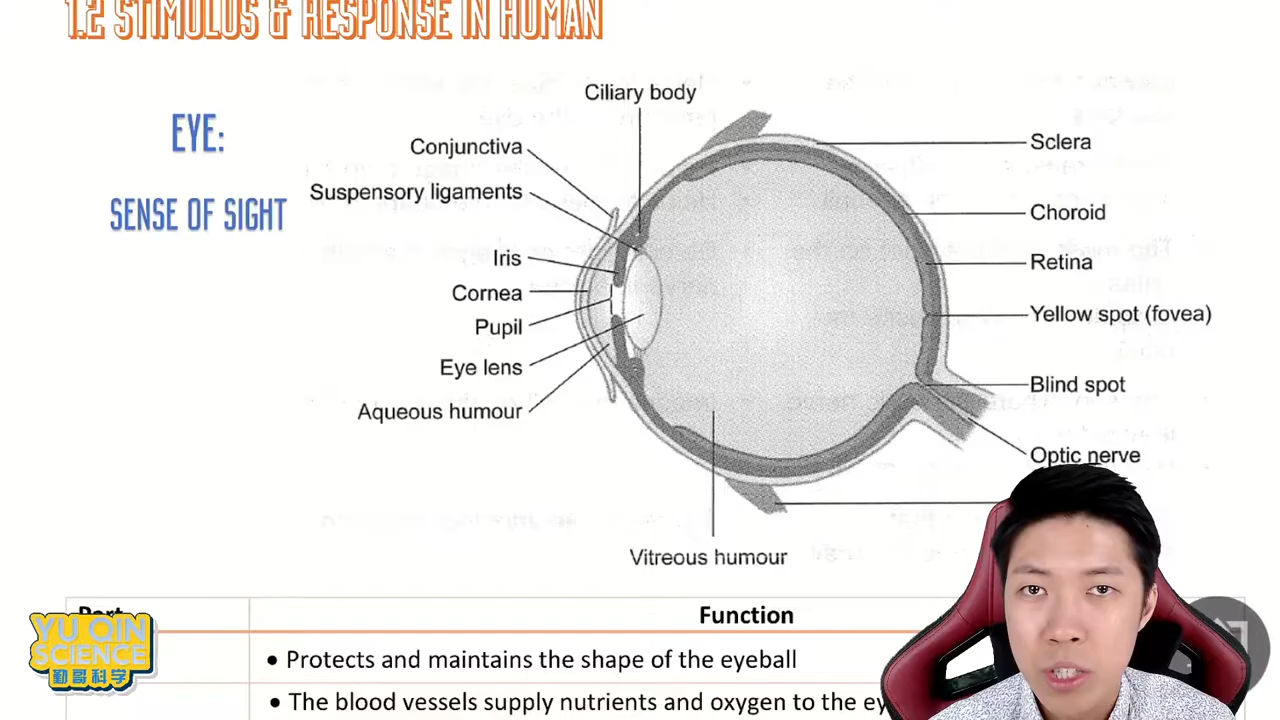 1.2 STIMULUS & RESPONSE IN HUMAN
EYE:
SENSE OF SIGHT
Ciliary body
Conjunctiva
Suspensory ligaments
Iris
Cornea
Pupil
Eye lens
Aqueous humour
Vitreous humour
Sclera
Choroid
Retina
Yellow spot (fovea)
Blind spot
Optic nerve
Part
Function
• Protects and maintains the shape of the eyeball
• The blood vessels supply nutrients and oxygen to the
YU QIN
SCIENCE
勤哥科学